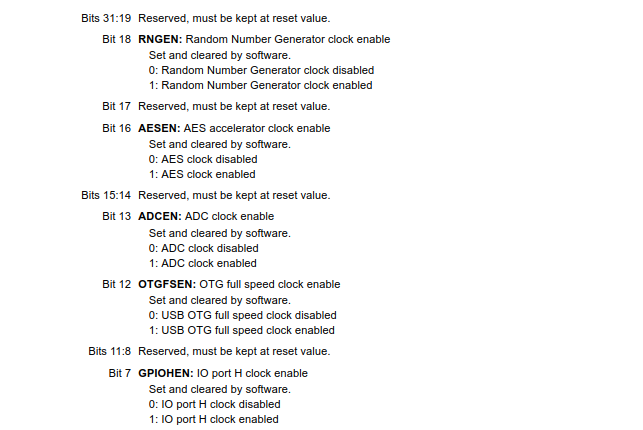 Bits 31:19 Reserved, must be kept at reset value.
Bit 18 RNGEN: Random Number Generator clock enable
Set and cleared by software.
0: Random Number Generator clock disabled
1: Random Number Generator clock enabled
Bit 17 Reserved, must be kept at reset value.
Bit 16 AESEN: AES accelerator clock enable
Set and cleared by software.
0: AES clock disabled
1: AES clock enabled
Bits 15:14 Reserved, must be kept at reset value.
Bit 13 ADCEN: ADC clock enable
Set and cleared by software.
0: ADC clock disabled
1: ADC clock enabled
Bit 12 OTGFSEN: OTG full speed clock enable
Set and cleared by software.
0: USB OTG full speed clock disabled
1: USB OTG full speed clock enabled
Bits 11:8 Reserved, must be kept at reset value.
Bit 7 GPIOHEN: IO port H clock enable
Set and cleared by software.
0: IO port H clock disabled
1: IO port H clock enabled